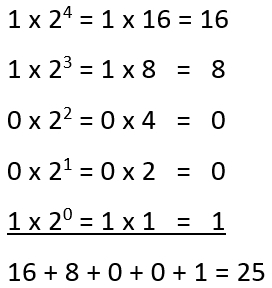 1 x 2⁴ = 1 x 16 = 16
1 x 2³ = 1 x 8 = 8
0 x 2² = 0 x 4 = 0
0 x 2¹ = 0 x 2 = 0
1 x 2⁰ = 1 x 1 = 1
16 + 8 + 0 + 0 + 1 = 25